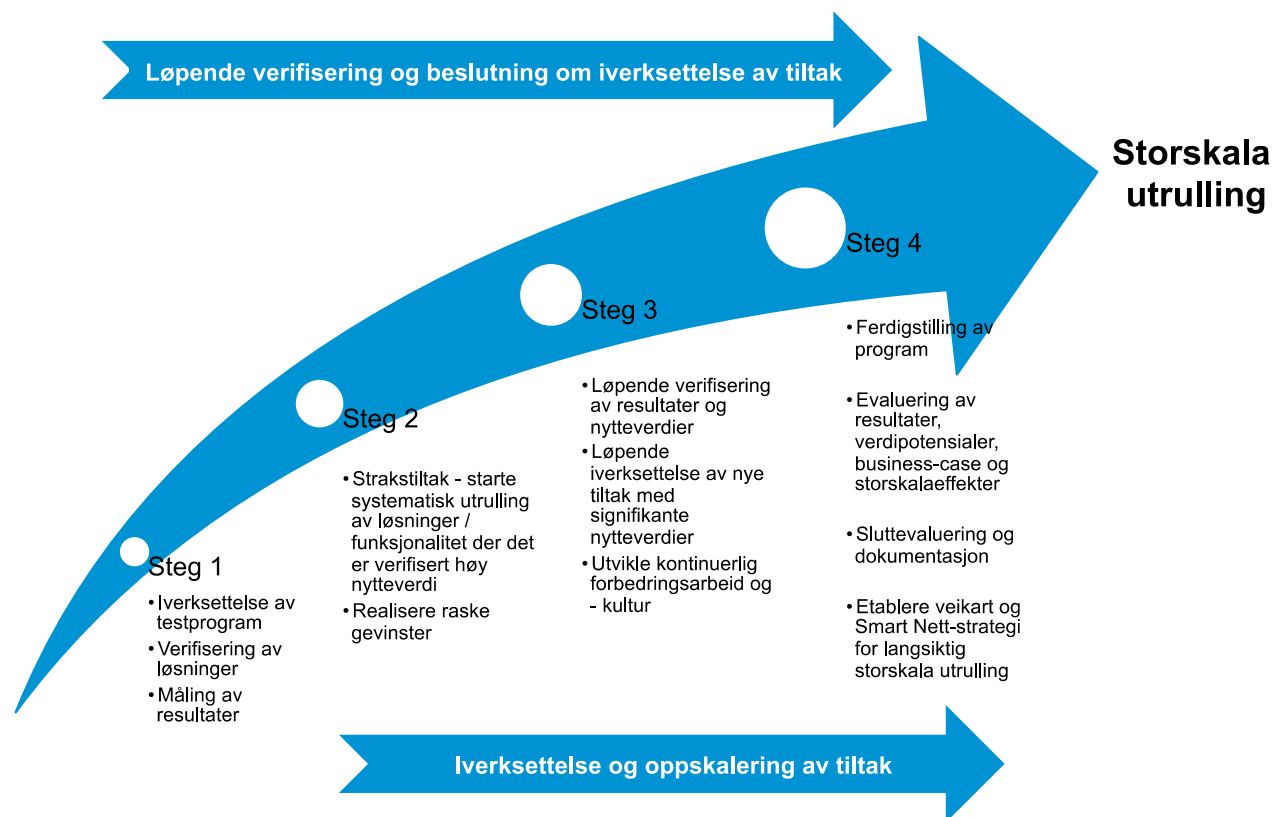 Løpende verifisering og beslutning om iverksettelse av tiltak
Storskala
utrulling
Steg 1
• Iverksettelse av
testprogram
• Verifisering av
løsninger
• Måling av
resultater
Steg 2
• Strakstiltak - starte
systematisk utrulling
av løsninger /
funksjonalitet der det
er verifisert høy
nytteverdi
• Realisere raske
gevinster
Steg 3
• Løpende verifisering
av resultater og
nytteverdier
• Løpende
iverksettelse av nye
tiltak med
signifikante
nytteverdier
• Utvikle kontinuerlig
forbedringsarbeid og
- kultur
Steg 4
• Ferdigstilling av
program
• Evaluering av
resultater,
verdipotensialer,
business-case og
storskalaeffekter
• Sluttevaluering og
dokumentasjon
• Etablere veikart og
Smart Nett-strategi
for langsiktig
storskala utrulling
Iverksettelse og oppskalering av tiltak